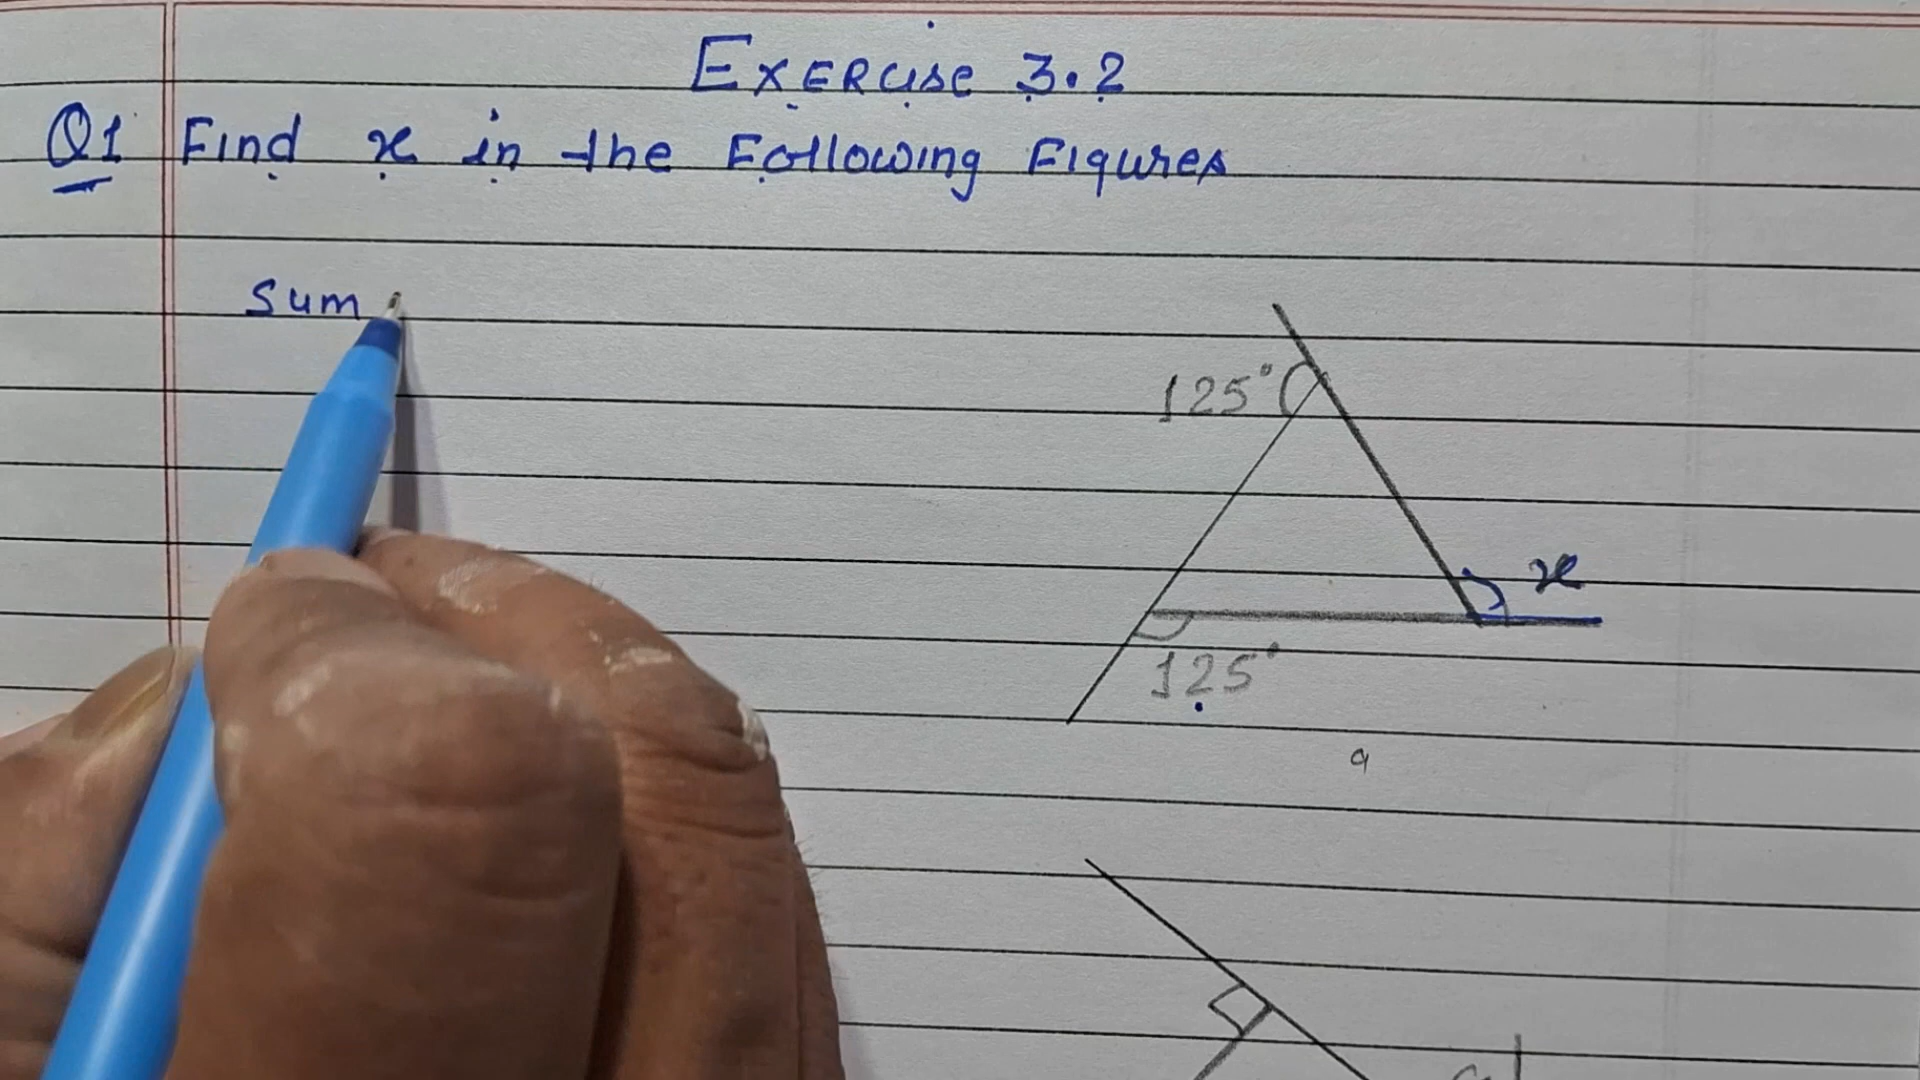 Exercise 3.2
Q1 Find x in the Following Figures
Sum
125°
x
125°
a